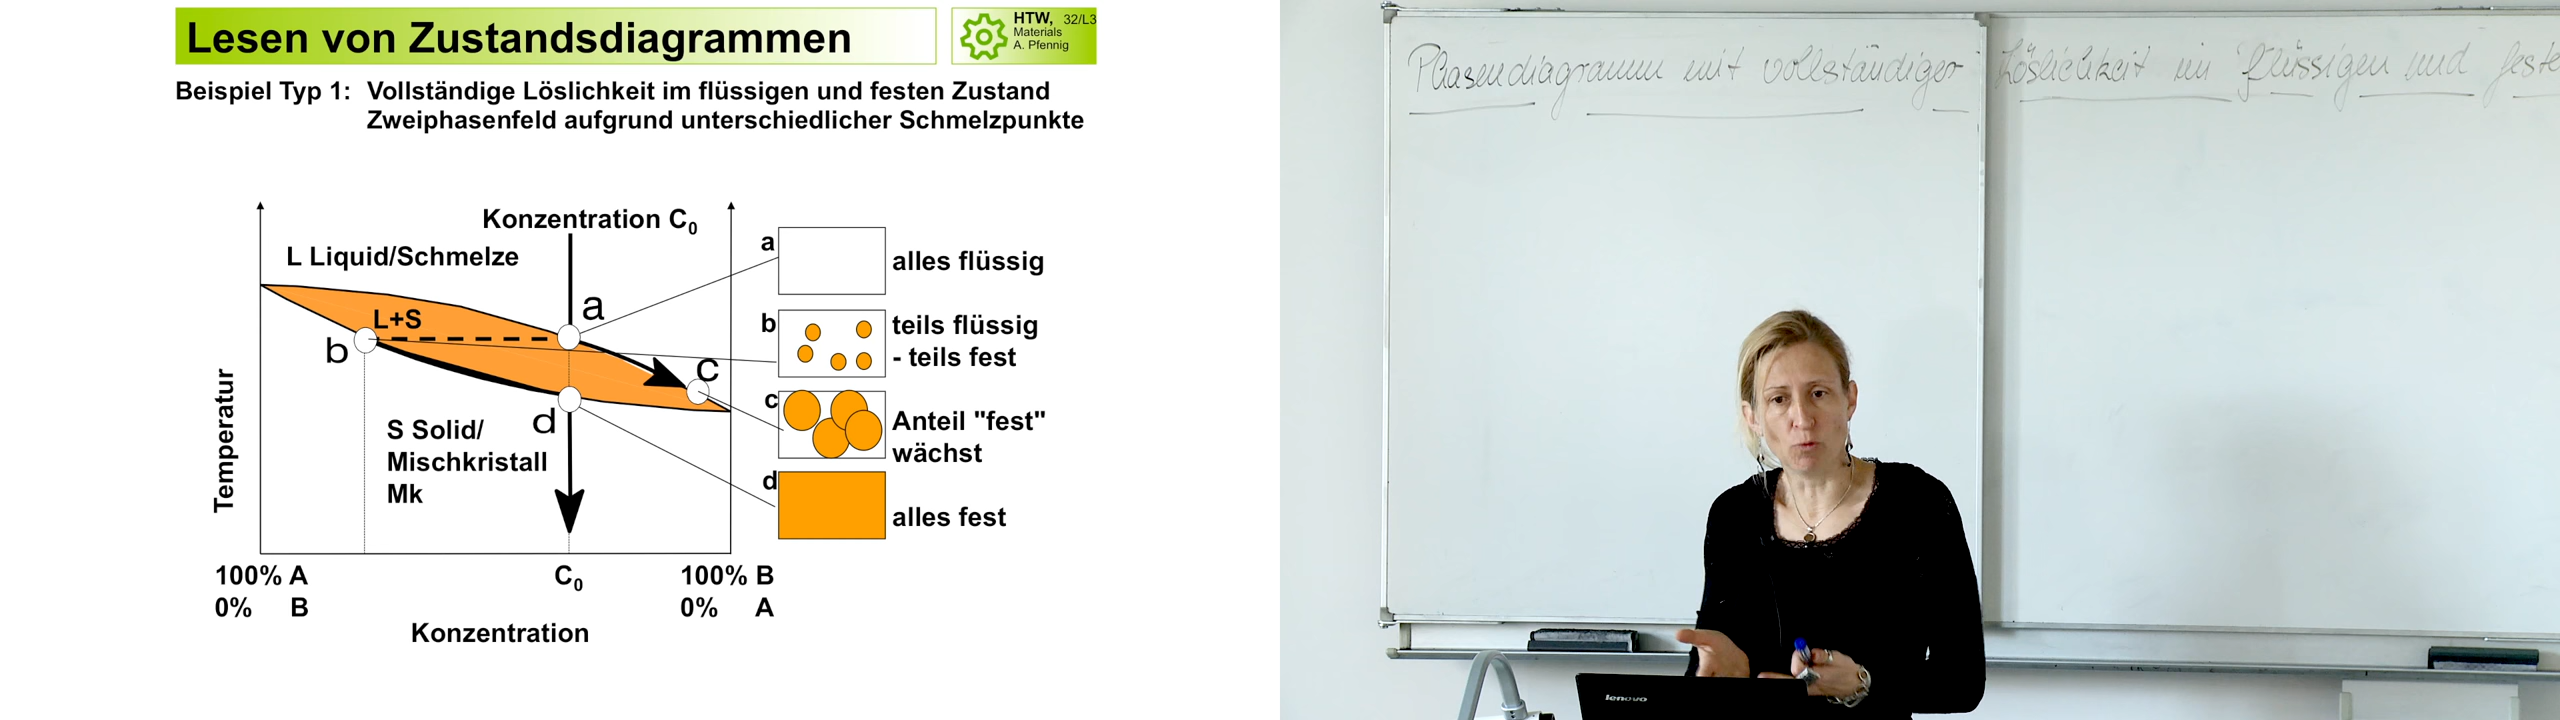 Lesen von Zustandsdiagrammen
HTW, 32/L3
Materials
A. Pfennig
Beispiel Typ 1: Vollständige Löslichkeit im flüssigen und festen Zustand
Zweiphasenfeld aufgrund unterschiedlicher Schmelzpunkte
Konzentration C₀
L Liquid/Schmelze
L+S
a
b
c
d
S Solid/
Mischkristall
Mk
Temperatur
100% A
0% B
C₀
100% B
0% A
Konzentration
a
alles flüssig
b
teils flüssig
- teils fest
c
Anteil "fest"
wächst
d
alles fest
Phasendiagramm mit vollständiger Löslichkeit im flüssigen und feste
lenovo